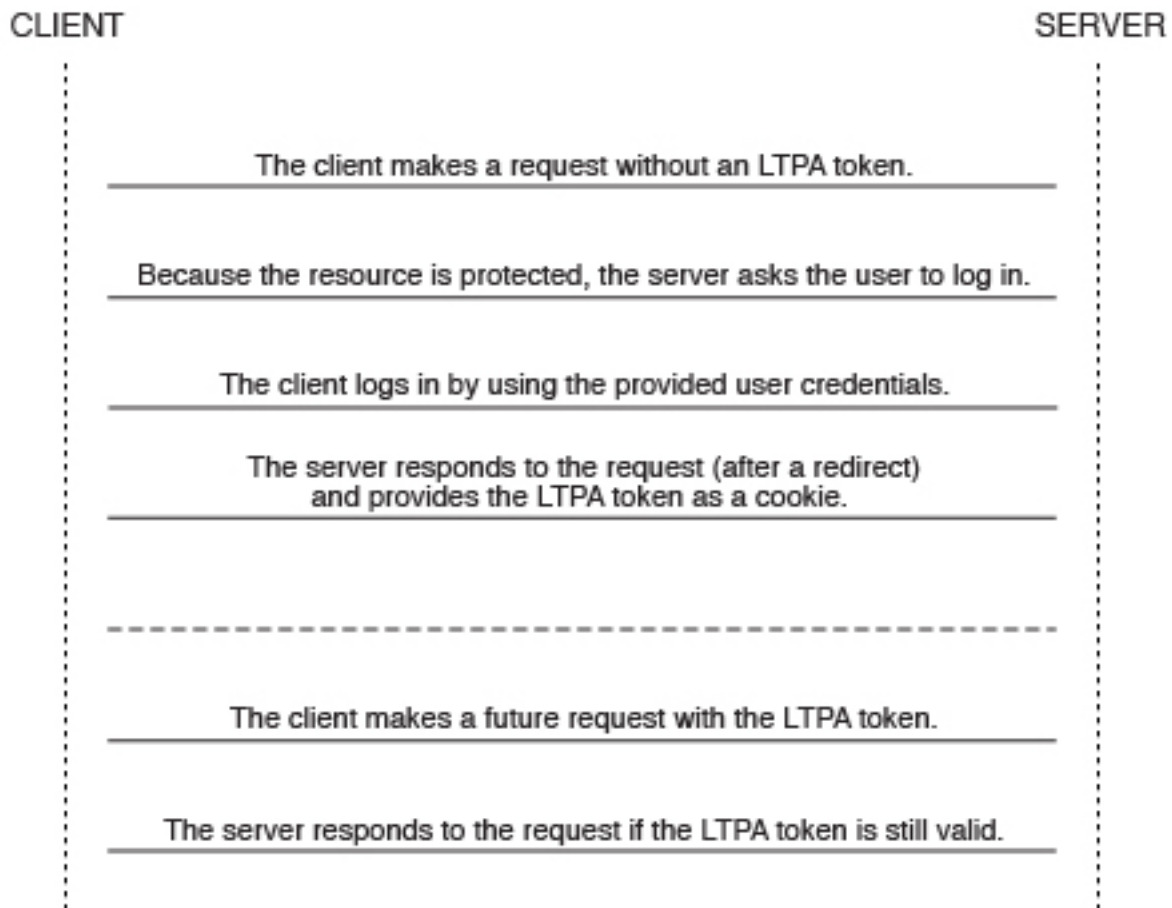 CLIENT
SERVER
The client makes a request without an LTPA token.
Because the resource is protected, the server asks the user to log in.
The client logs in by using the provided user credentials.
The server responds to the request (after a redirect)
and provides the LTPA token as a cookie.
The client makes a future request with the LTPA token.
The server responds to the request if the LTPA token is still valid.